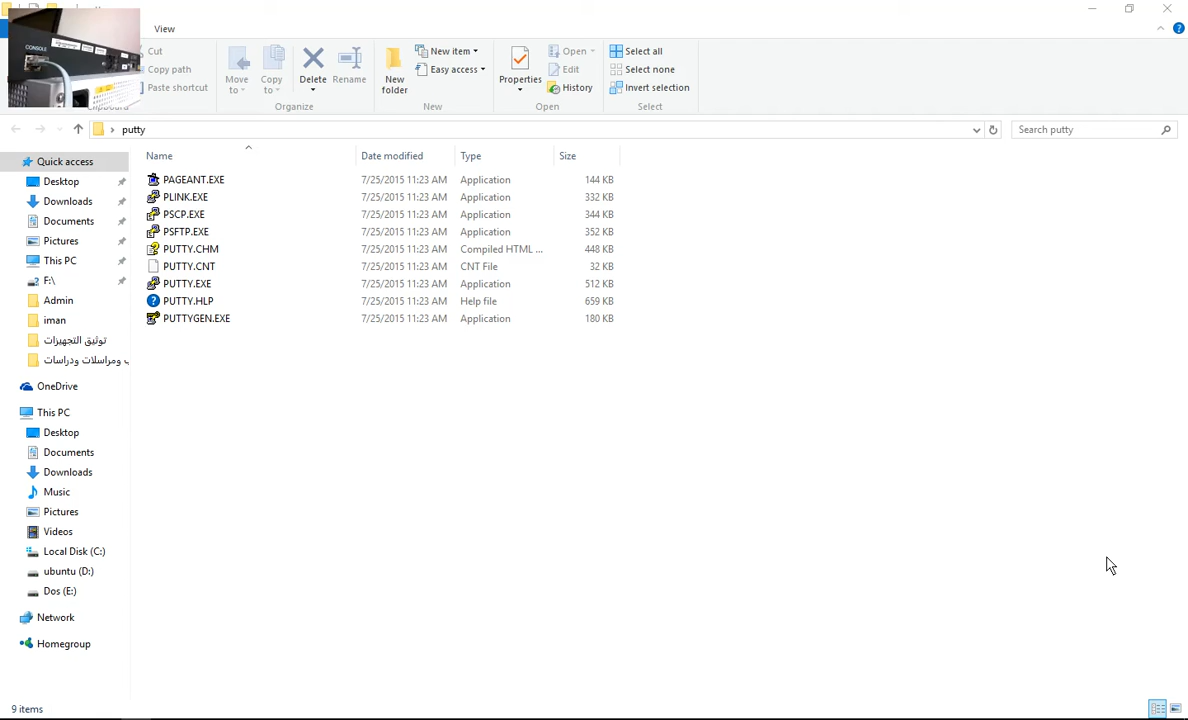 View
CONSOLE
Cut
Copy path
Paste shortcut
Move to
Copy to
Delete
Rename
New folder
New item
Easy access
Properties
Open
Edit
History
Select all
Select none
Invert selection
Organize
New
Open
Select
putty
Search putty
Name Date modified Type Size
PAGEANT.EXE 7/25/2015 11:23 AM Application 144 KB
PLINK.EXE 7/25/2015 11:23 AM Application 332 KB
PSCP.EXE 7/25/2015 11:23 AM Application 344 KB
PSFTP.EXE 7/25/2015 11:23 AM Application 352 KB
PUTTY.CHM 7/25/2015 11:23 AM Compiled HTML ... 448 KB
PUTTY.CNT 7/25/2015 11:23 AM CNT File 32 KB
PUTTY.EXE 7/25/2015 11:23 AM Application 512 KB
PUTTY.HLP 7/25/2015 11:23 AM Help file 659 KB
PUTTYGEN.EXE 7/25/2015 11:23 AM Application 180 KB
Quick access
Desktop
Downloads
Documents
Pictures
This PC
F:\
Admin
iman
توثيق التجهيزات
ب ومراسلات ودراسات
OneDrive
This PC
Desktop
Documents
Downloads
Music
Pictures
Videos
Local Disk (C:)
ubuntu (D:)
Dos (E:)
Network
Homegroup
9 items